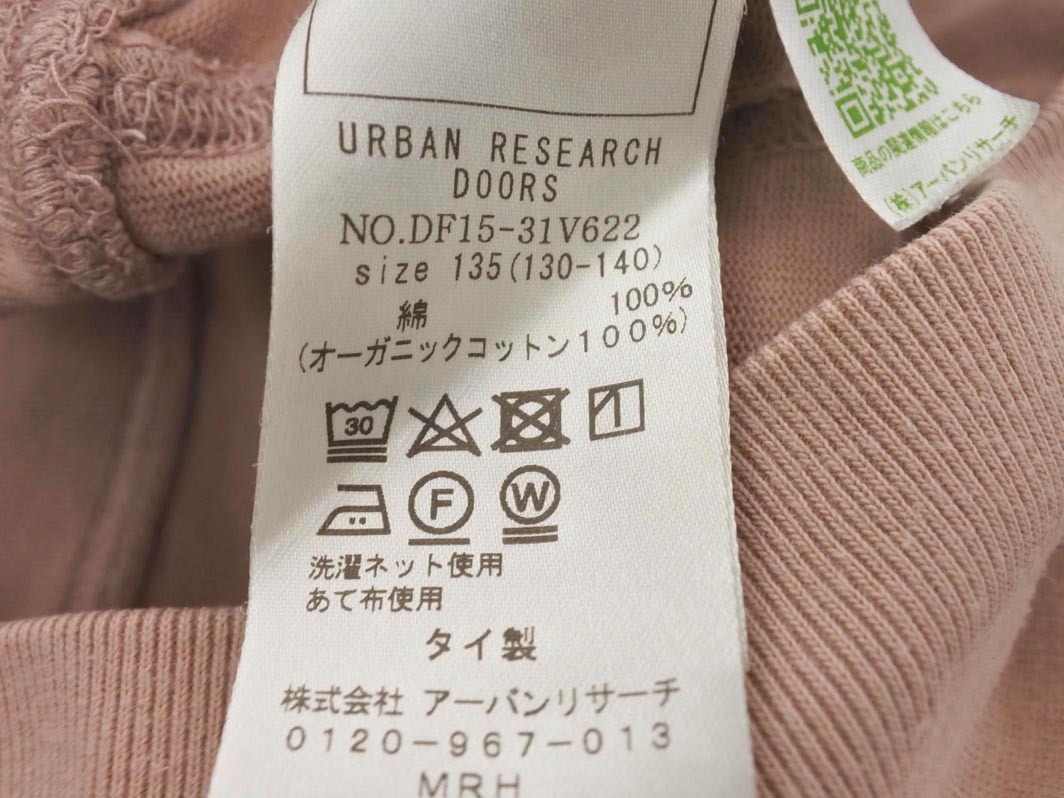 URBAN RESEARCH
DOORS
NO.DF15-31V622
size 135(130-140)
綿 100%
(オーガニックコットン100%)
30
F W
洗濯ネット使用
あて布使用
タイ製
株式会社 アーバンリサーチ
0120-967-013
MRH
商品の関連情報はこちら
(株)アーバンリサーチ